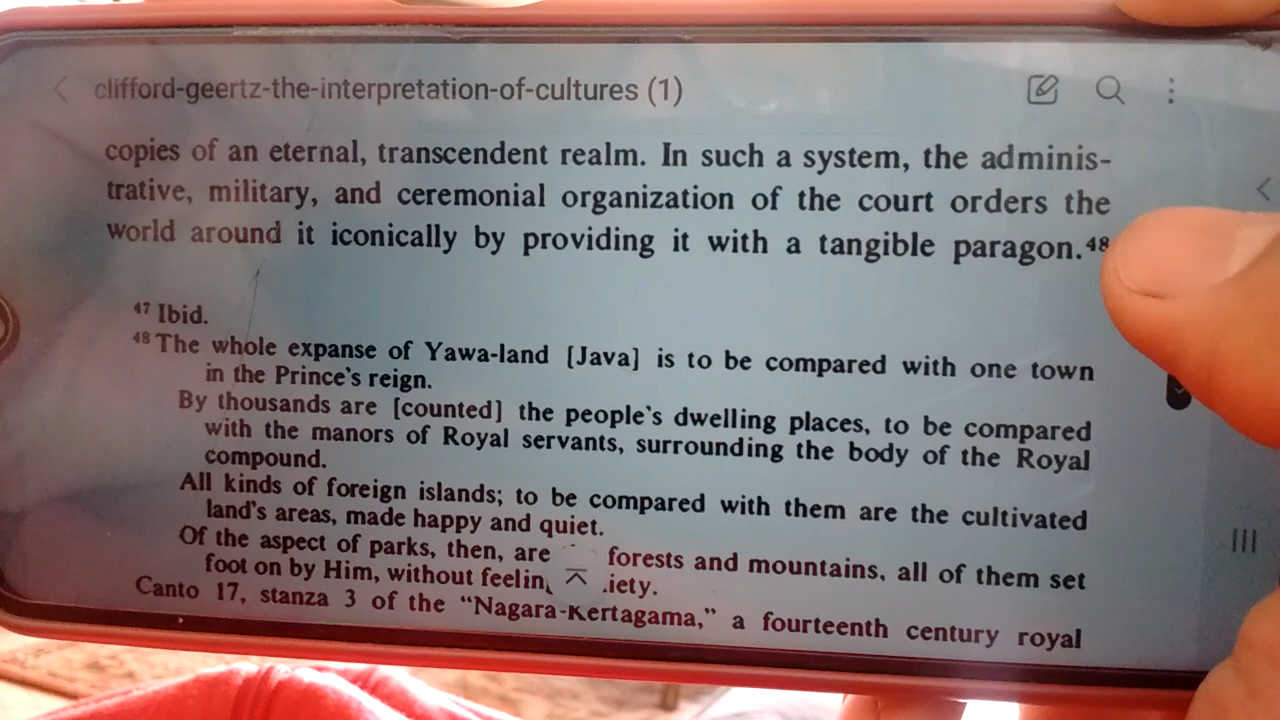 clifford-geertz-the-interpretation-of-cultures (1)
copies of an eternal, transcendent realm. In such a system, the adminis-
trative, military, and ceremonial organization of the court orders the
world around it iconically by providing it with a tangible paragon.48
47 Ibid.
48 The whole expanse of Yawa-land [Java] is to be compared with one town
in the Prince's reign.
By thousands are [counted] the people's dwelling places, to be compared
with the manors of Royal servants, surrounding the body of the Royal
compound.
All kinds of foreign islands; to be compared with them are the cultivated
land's areas, made happy and quiet.
Of the aspect of parks, then, are forests and mountains, all of them set
foot on by Him, without
Canto 17, stanza 3 of the "Nagara-Kertagama," a fourteenth century royal